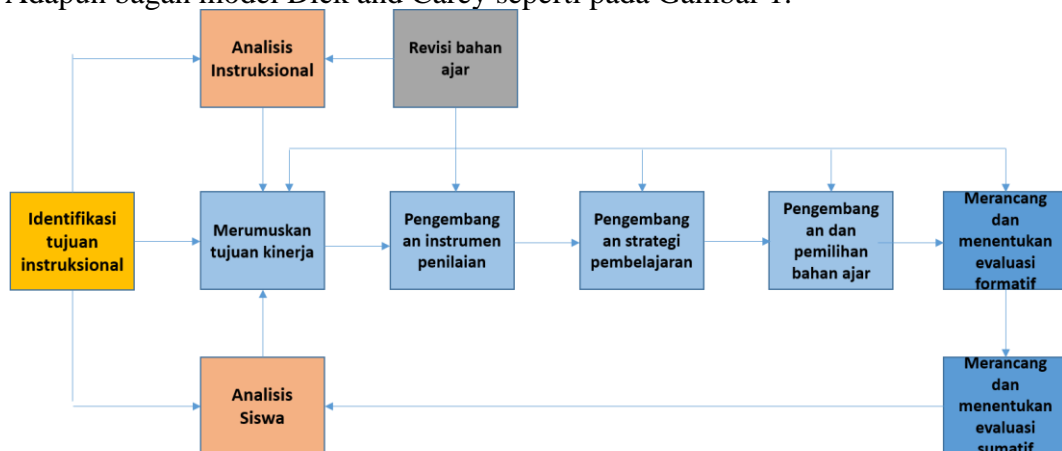 Adapun bagan model Dick and Carey seperti pada Gambar 1.
Analisis
Instruksional
Revisi bahan
ajar
Identifikasi
tujuan
instruksional
Merumuskan
tujuan kinerja
Pengembang
an instrumen
penilaian
Pengembang
an strategi
pembelajaran
Pengembang
an dan
pemilihan
bahan ajar
Merancang
dan
menentukan
evaluasi
formatif
Analisis
Siswa
Merancang
dan
menentukan
evaluasi
sumatif